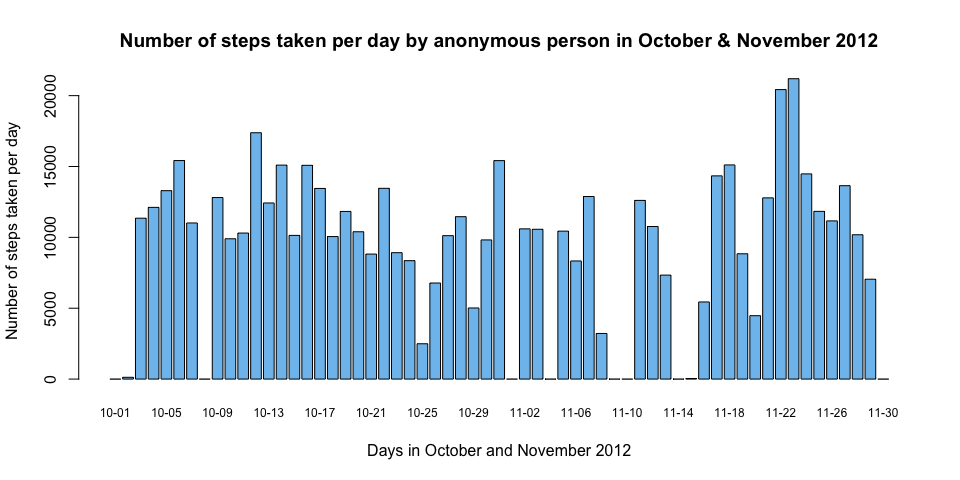 Number of steps taken per day by anonymous person in October & November 2012
Number of steps taken per day
20000
15000
10000
5000
0
10-01 10-05 10-09 10-13 10-17 10-21 10-25 10-29 11-02 11-06 11-10 11-14 11-18 11-22 11-26 11-30
Days in October and November 2012